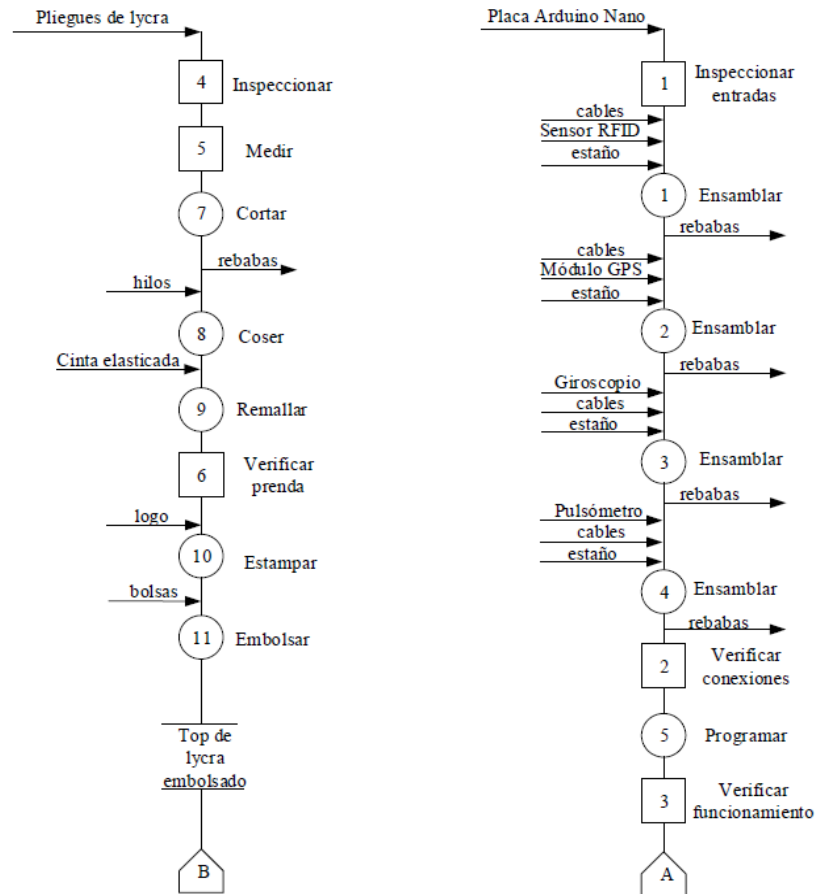 Pliegues de lycra
4
Inspeccionar
5
Medir
7
Cortar
rebabas
hilos
8
Coser
Cinta elasticada
9
Remallar
6
Verificar
prenda
logo
10
Estampar
bolsas
11
Embolsar
Top de
lycra
embolsado
B
Placa Arduino Nano
1
Inspeccionar
entradas
cables
Sensor RFID
estaño
1
Ensamblar
rebabas
cables
Módulo GPS
estaño
2
Ensamblar
rebabas
Giroscopio
cables
estaño
3
Ensamblar
rebabas
Pulsómetro
cables
estaño
4
Ensamblar
rebabas
2
Verificar
conexiones
5
Programar
3
Verificar
funcionamiento
A